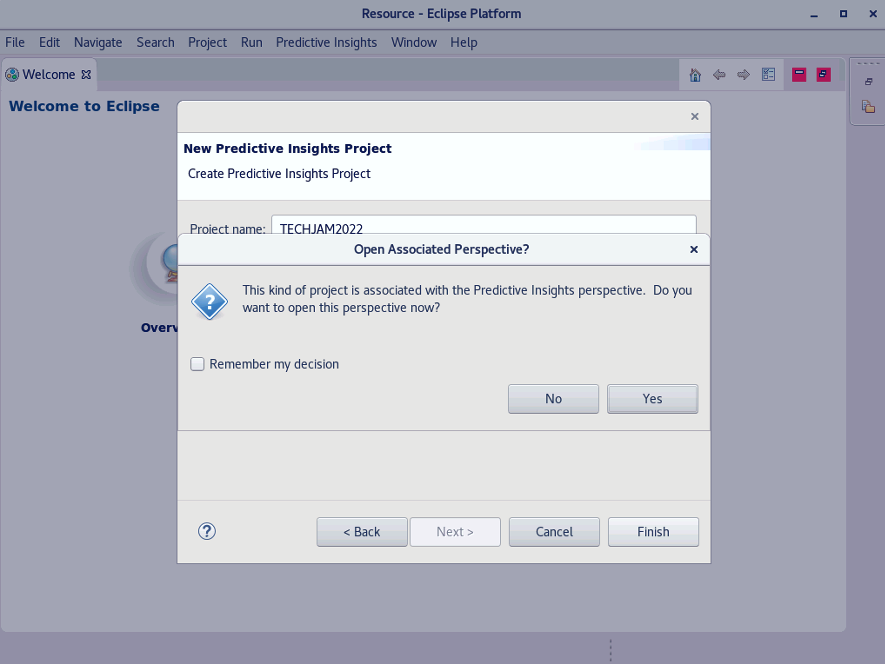 Resource - Eclipse Platform
File Edit Navigate Search Project Run Predictive Insights Window Help
Welcome
Welcome to Eclipse
New Predictive Insights Project
Create Predictive Insights Project
Project name: TECHJAM2022
Open Associated Perspective?
This kind of project is associated with the Predictive Insights perspective. Do you
want to open this perspective now?
Overv
Remember my decision
No Yes
< Back Next > Cancel Finish